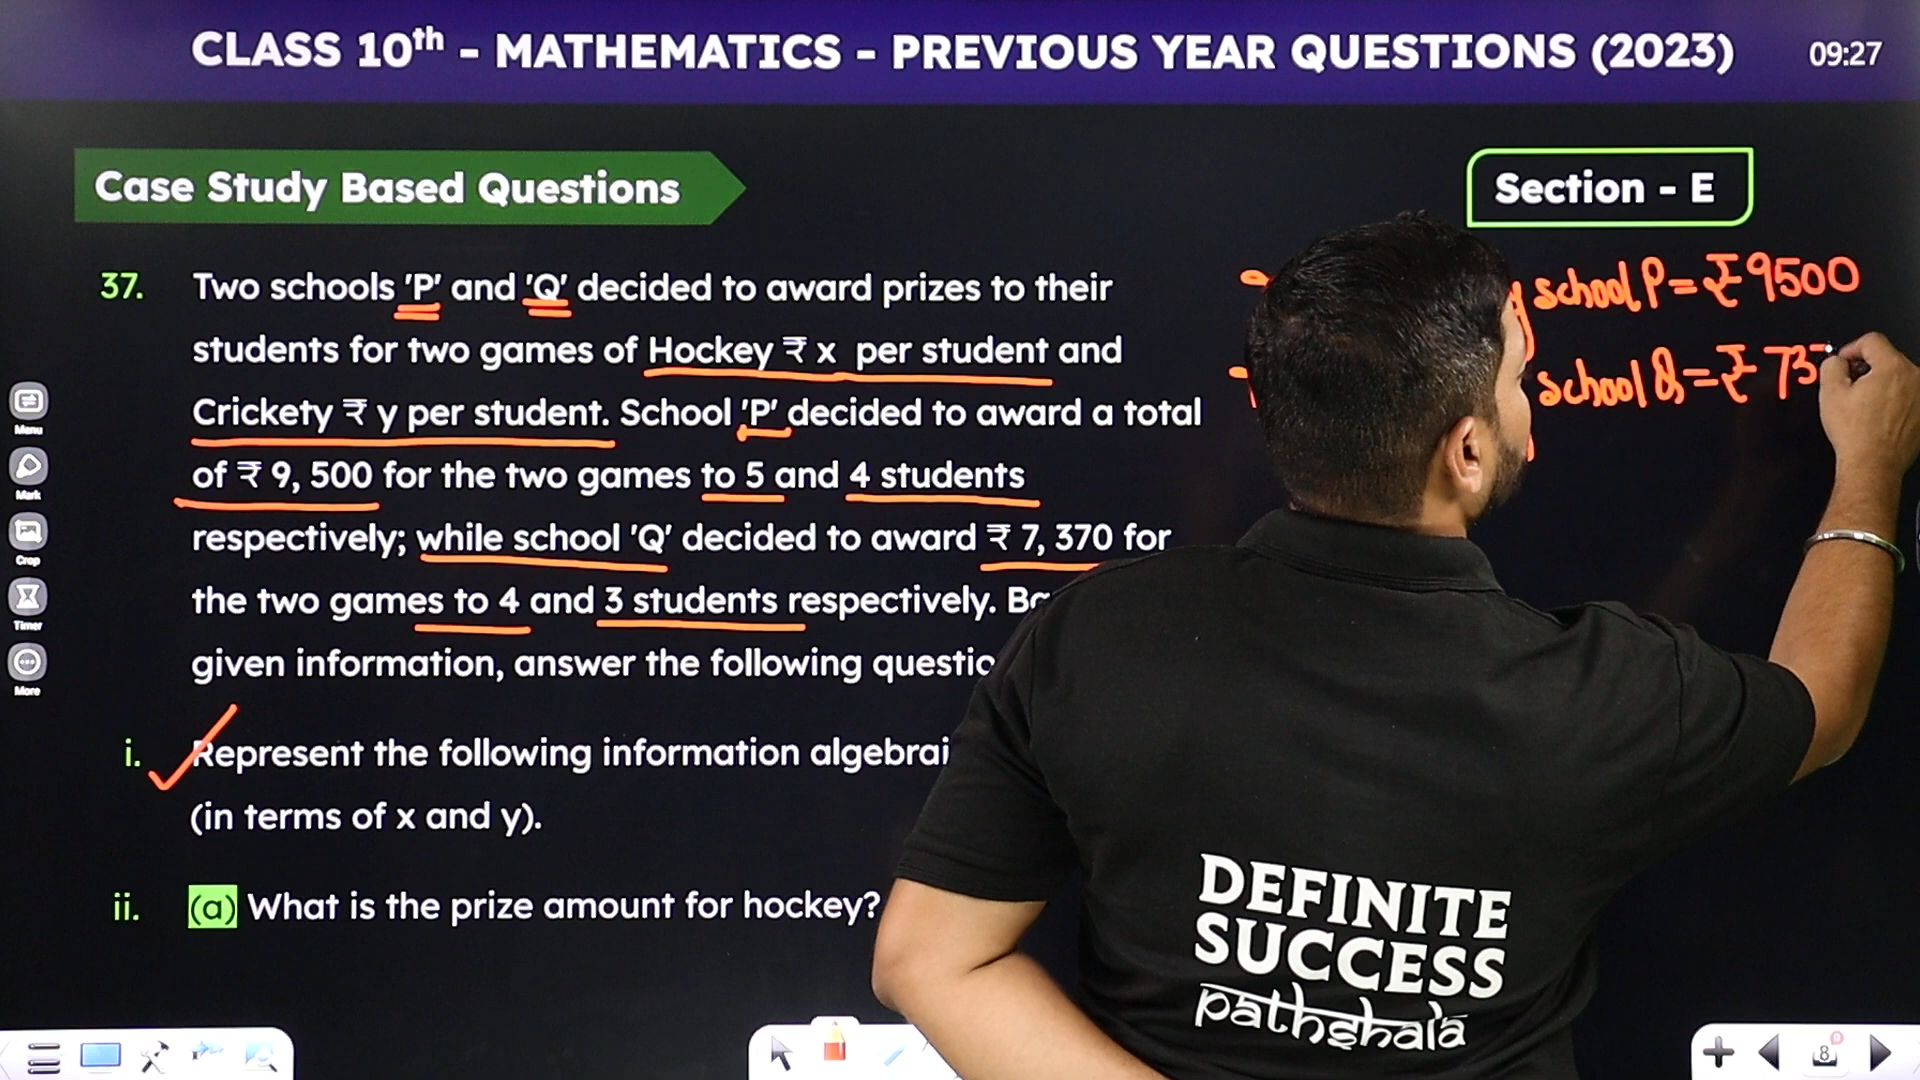 CLASS 10th - MATHEMATICS - PREVIOUS YEAR QUESTIONS (2023)
09:27
Case Study Based Questions
Section - E
37. Two schools 'P' and 'Q' decided to award prizes to their
students for two games of Hockey ₹ x per student and
Crickety ₹ y per student. School 'P' decided to award a total
of ₹ 9, 500 for the two games to 5 and 4 students
respectively; while school 'Q' decided to award ₹ 7, 370 for
the two games to 4 and 3 students respectively.
given information, answer the following
i. Represent the following information
(in terms of x and y).
ii. (a) What is the prize amount for hockey?
school P = ₹ 9500
school Q = ₹ 73
Menu
Mark
Crop
Timer
More
DEFINITE
SUCCESS
pathshala
8